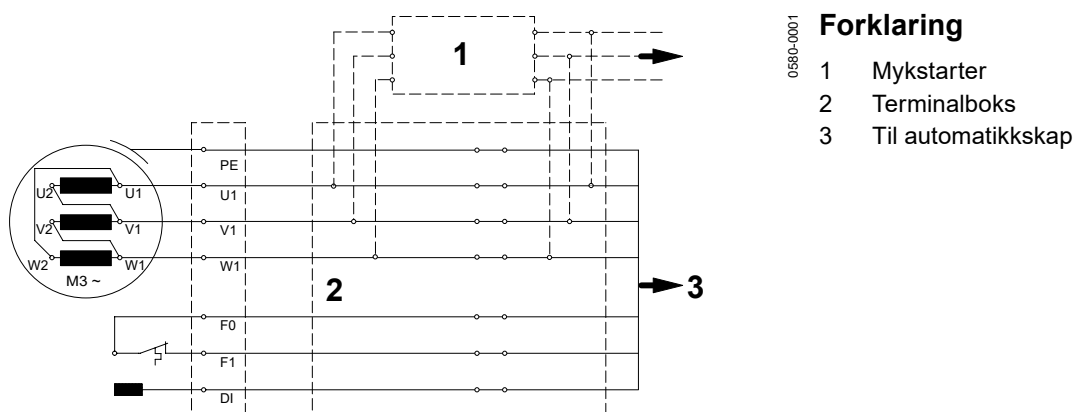 0580-0001
Forklaring
1 Mykstarter
2 Terminalboks
3 Til automatikkskap
1
PE
U2 U1 U1
V2 V1 V1
W2 W1 W1
M3 ~
2
3
F0
F1
DI